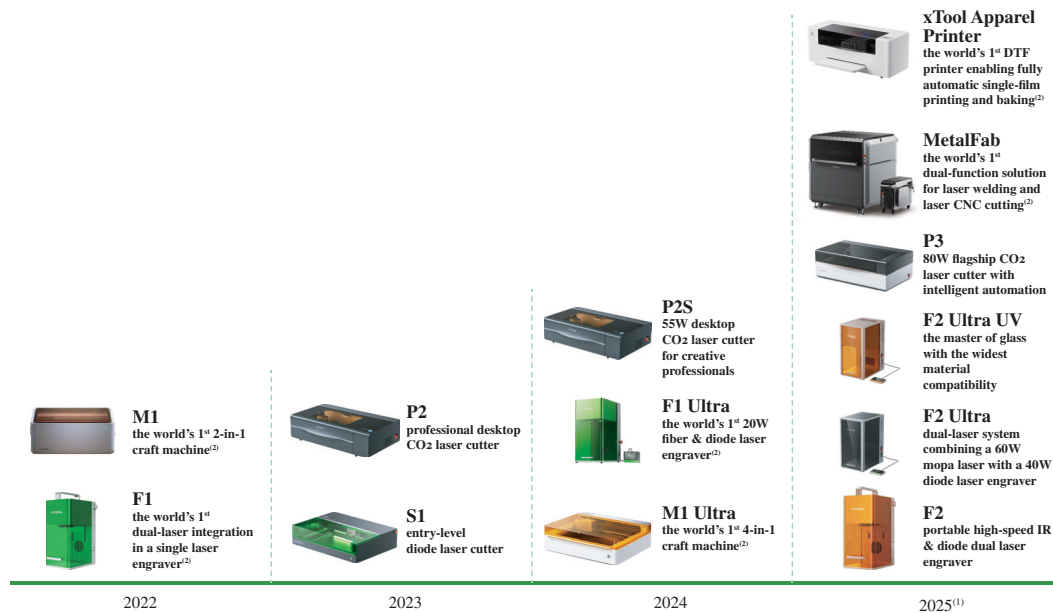 M1
the world's 1st 2-in-1
craft machine(2)
F1
the world's 1st
dual-laser integration
in a single laser
engraver(2)
2022
P2
professional desktop
CO2 laser cutter
S1
entry-level
diode laser cutter
2023
P2S
55W desktop
CO2 laser cutter
for creative
professionals
F1 Ultra
the world's 1st 20W
fiber & diode laser
engraver(2)
M1 Ultra
the world's 1st 4-in-1
craft machine(2)
2024
xTool Apparel
Printer
the world's 1st DTF
printer enabling fully
automatic single-film
printing and baking(2)
MetalFab
the world's 1st
dual-function solution
for laser welding and
laser CNC cutting(2)
P3
80W flagship CO2
laser cutter with
intelligent automation
F2 Ultra UV
the master of glass
with the widest
material
compatibility
F2 Ultra
dual-laser system
combining a 60W
mopa laser with a 40W
diode laser engraver
F2
portable high-speed IR
& diode dual laser
engraver
2025(1)